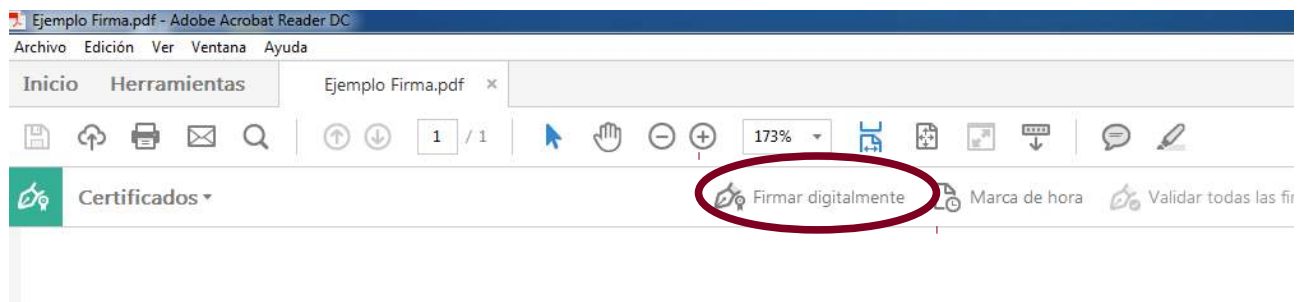 Ejemplo Firma.pdf - Adobe Acrobat Reader DC
Archivo Edición Ver Ventana Ayuda
Inicio Herramientas Ejemplo Firma.pdf ×
1 / 1 173%
Certificados Firmar digitalmente Marca de hora Validar todas las fir